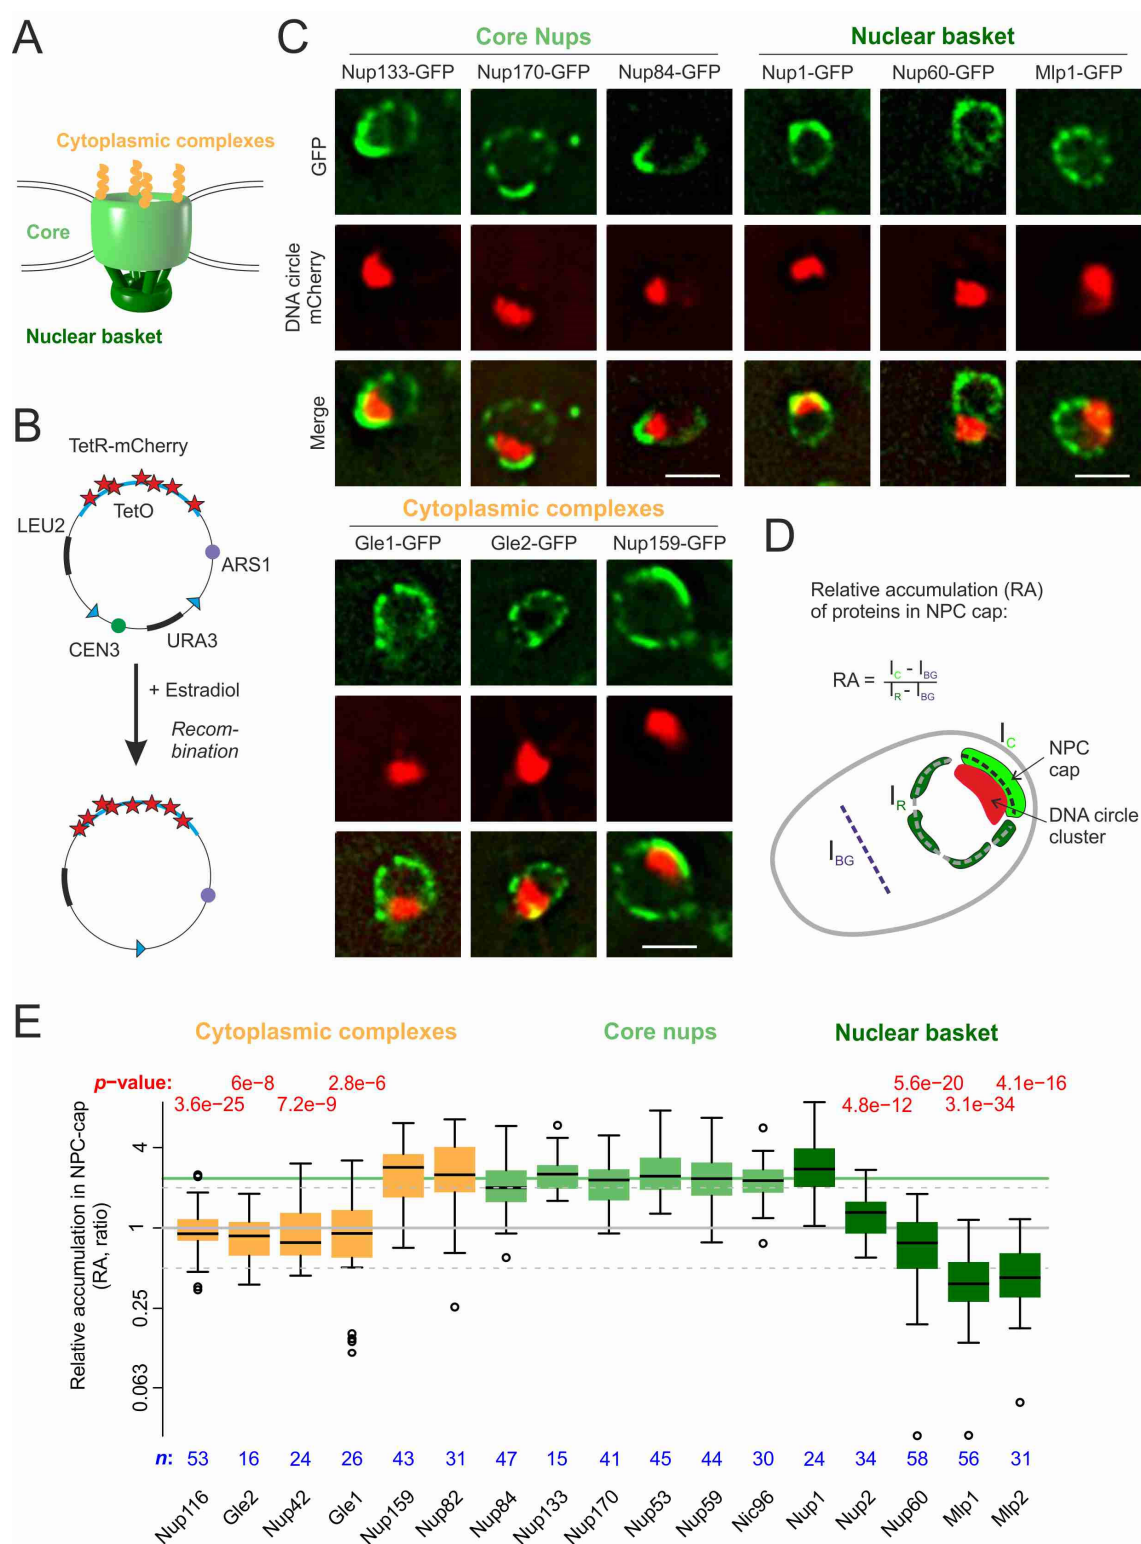 A
Cytoplasmic complexes
Core
Nuclear basket
B
TetR-mCherry
TetO
LEU2
ARS1
URA3
CEN3
+ Estradiol
Recom-
bination
C
Core Nups
Nuclear basket
Nup133-GFP Nup170-GFP Nup84-GFP Nup1-GFP Nup60-GFP Mlp1-GFP
GFP
DNA circle
mCherry
Merge
Cytoplasmic complexes
Gle1-GFP Gle2-GFP Nup159-GFP
D
Relative accumulation (RA)
of proteins in NPC cap:
RA = (I_C - I_BG) / (I_R - I_BG)
I_C
NPC
cap
I_R
DNA circle
cluster
I_BG
E
Cytoplasmic complexes Core nups Nuclear basket
p−value: 6e−8 2.8e−6 5.6e−20 4.1e−16
3.6e−25 7.2e−9 4.8e−12 3.1e−34
Relative accumulation in NPC-cap
(RA, ratio)
4
1
0.25
0.063
n: 53 16 24 26 43 31 47 15 41 45 44 30 24 34 58 56 31
Nup116 Gle2 Nup42 Gle1 Nup159 Nup82 Nup84 Nup133 Nup170 Nup53 Nup59 Nic96 Nup1 Nup2 Nup60 Mlp1 Mlp2